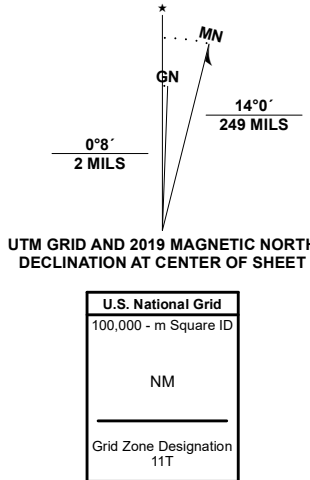 ★
MN
GN
14°0´
249 MILS
0°8´
2 MILS
UTM GRID AND 2019 MAGNETIC NORTH
DECLINATION AT CENTER OF SHEET
U.S. National Grid
100,000 - m Square ID
NM
Grid Zone Designation
11T